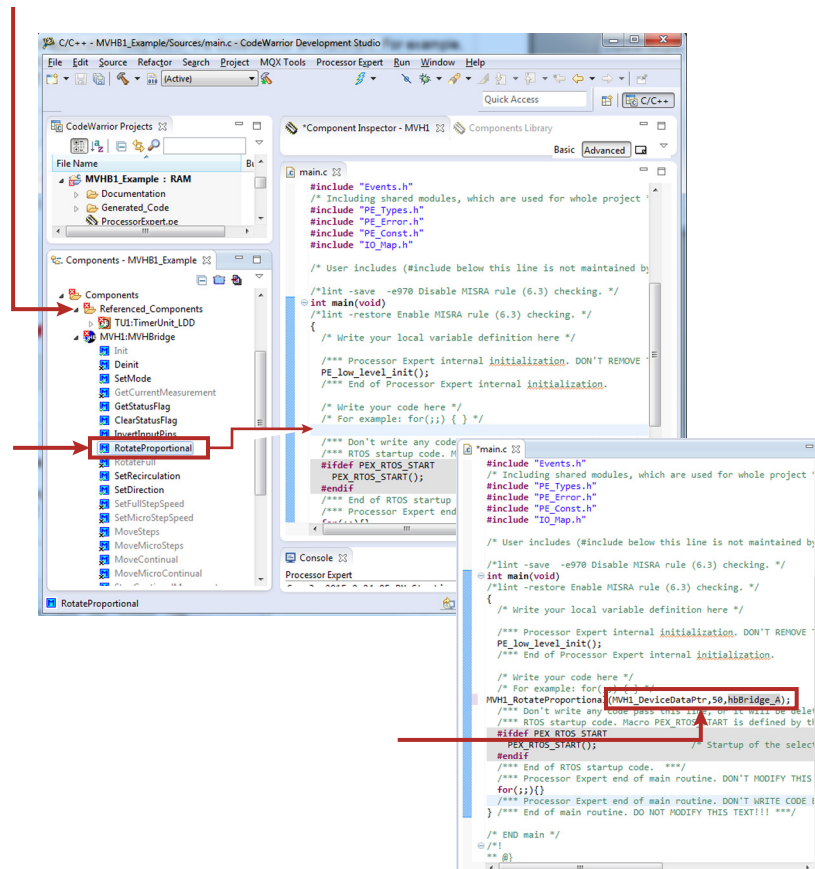 C/C++ - MVHB1_Example/Sources/main.c - CodeWarrior Development Studio
for example,
File Edit Source Refactor Search Project MQX Tools Processor Expert Run Window Help
(Active)
Quick Access
C/C++
CodeWarrior Projects
File Name
MVHB1_Example : RAM
Documentation
Generated_Code
ProcessorExpert.pe
Components - MVHB1_Example
Components
Referenced_Components
TU1:TimerUnit_LDD
MVH1:MVHBridge
Init
Deinit
SetMode
GetCurrentMeasurement
GetStatusFlag
ClearStatusFlag
InvertInputPins
RotateProportional
RotateFull
SetRecirculation
SetDirection
SetFullStepSpeed
SetMicroStepSpeed
MoveSteps
MoveMicroSteps
MoveContinual
MoveMicroContinual
RotateProportional
*Component Inspector - MVH1
Components Library
Basic Advanced
main.c
#include "Events.h"
/* Including shared modules, which are used for whole project
#include "PE_Types.h"
#include "PE_Error.h"
#include "PE_Const.h"
#include "IO_Map.h"
/* User includes (#include below this line is not maintained by
/*lint -save -e970 Disable MISRA rule (6.3) checking. */
int main(void)
/*lint -restore Enable MISRA rule (6.3) checking. */
{
/* Write your local variable definition here */
/*** Processor Expert internal initialization. DON'T REMOVE
PE_low_level_init();
/*** End of Processor Expert internal initialization.
/* Write your code here */
/* For example: for(;;) { } */
/*** Don't write any code
/*** RTOS startup code. M
#ifdef PEX_RTOS_START
PEX_RTOS_START();
#endif
/*** End of RTOS startup
/*** Processor Expert end
for(;;){}
Console
Processor Expert
*main.c
#include "Events.h"
/* Including shared modules, which are used for whole project
#include "PE_Types.h"
#include "PE_Error.h"
#include "PE_Const.h"
#include "IO_Map.h"
/* User includes (#include below this line is not maintained by
/*lint -save -e970 Disable MISRA rule (6.3) checking. */
int main(void)
/*lint -restore Enable MISRA rule (6.3) checking. */
{
/* Write your local variable definition here */
/*** Processor Expert internal initialization. DON'T REMOVE
PE_low_level_init();
/*** End of Processor Expert internal initialization.
/* Write your code here */
/* For example: for(;;) { } */
MVH1_RotateProportional(MVH1_DeviceDataPtr,50,hbBridge_A);
/*** Don't write any code pass this line, or it will be delet
/*** RTOS startup code. Macro PEX_RTOS_START is defined by th
#ifdef PEX_RTOS_START
PEX_RTOS_START(); /* Startup of the select
#endif
/*** End of RTOS startup code. ***/
/*** Processor Expert end of main routine. DON'T MODIFY THIS
for(;;){}
/*** Processor Expert end of main routine. DON'T WRITE CODE B
} /*** End of main routine. DO NOT MODIFY THIS TEXT!!! ***/
/* END main */
/*!
** @}